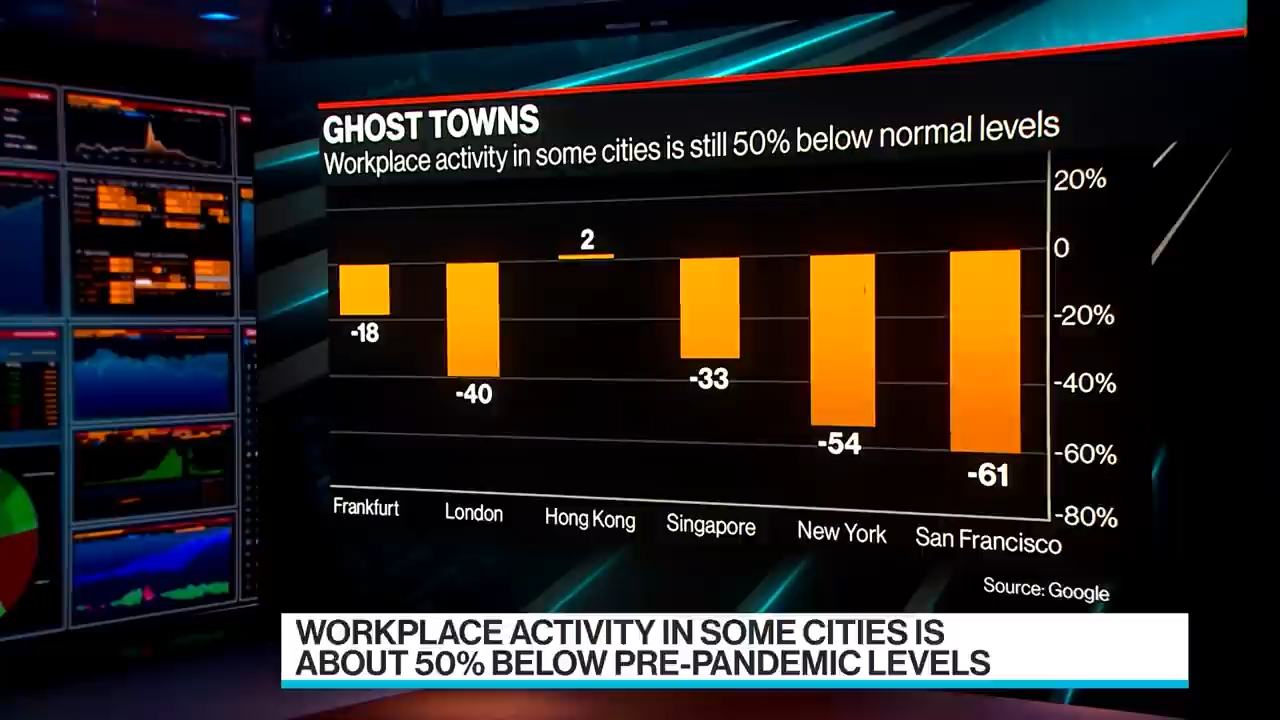 GHOST TOWNS
Workplace activity in some cities is still 50% below normal levels
20%
0
-20%
-40%
-60%
-80%
-18
-40
2
-33
-54
-61
Frankfurt
London
Hong Kong
Singapore
New York
San Francisco
Source: Google
WORKPLACE ACTIVITY IN SOME CITIES IS
ABOUT 50% BELOW PRE-PANDEMIC LEVELS